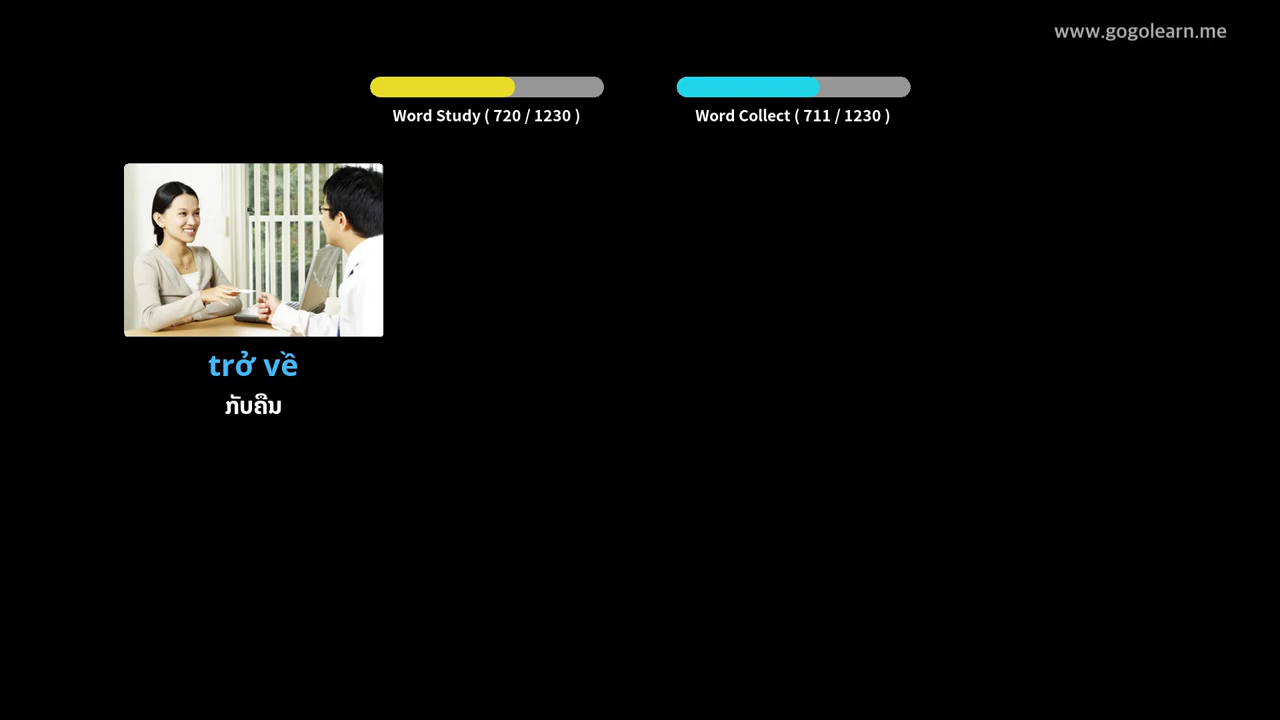 www.gogolearn.me
Word Study ( 720 / 1230 )
Word Collect ( 711 / 1230 )
trở về
ກັບຄືນ